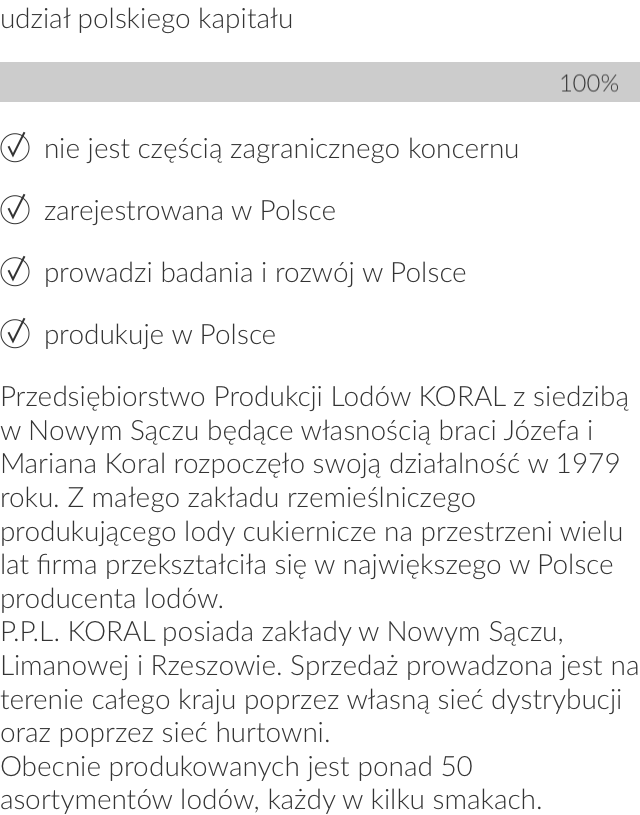 udział polskiego kapitału
100%
nie jest częścią zagranicznego koncernu
zarejestrowana w Polsce
prowadzi badania i rozwój w Polsce
produkuje w Polsce
Przedsiębiorstwo Produkcji Lodów KORAL z siedzibą
w Nowym Sączu będące własnością braci Józefa i
Mariana Koral rozpoczęło swoją działalność w 1979
roku. Z małego zakładu rzemieślniczego
produkującego lody cukiernicze na przestrzeni wielu
lat firma przekształciła się w największego w Polsce
producenta lodów.
P.P.L. KORAL posiada zakłady w Nowym Sączu,
Limanowej i Rzeszowie. Sprzedaż prowadzona jest na
terenie całego kraju poprzez własną sieć dystrybucji
oraz poprzez sieć hurtowni.
Obecnie produkowanych jest ponad 50
asortymentów lodów, każdy w kilku smakach.